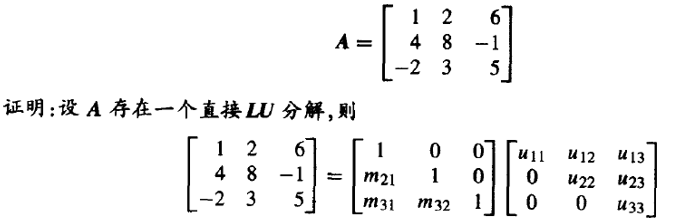 A = [ 1 2 6
4 8 -1
-2 3 5 ]
证明:设 A 存在一个直接LU 分解,则
[ 1 2 6 ] [ 1 0 0 ] [ u11 u12 u13 ]
[ 4 8 -1 ] = [ m21 1 0 ] [ 0 u22 u23 ]
[ -2 3 5 ] [ m31 m32 1 ] [ 0 0 u33 ]